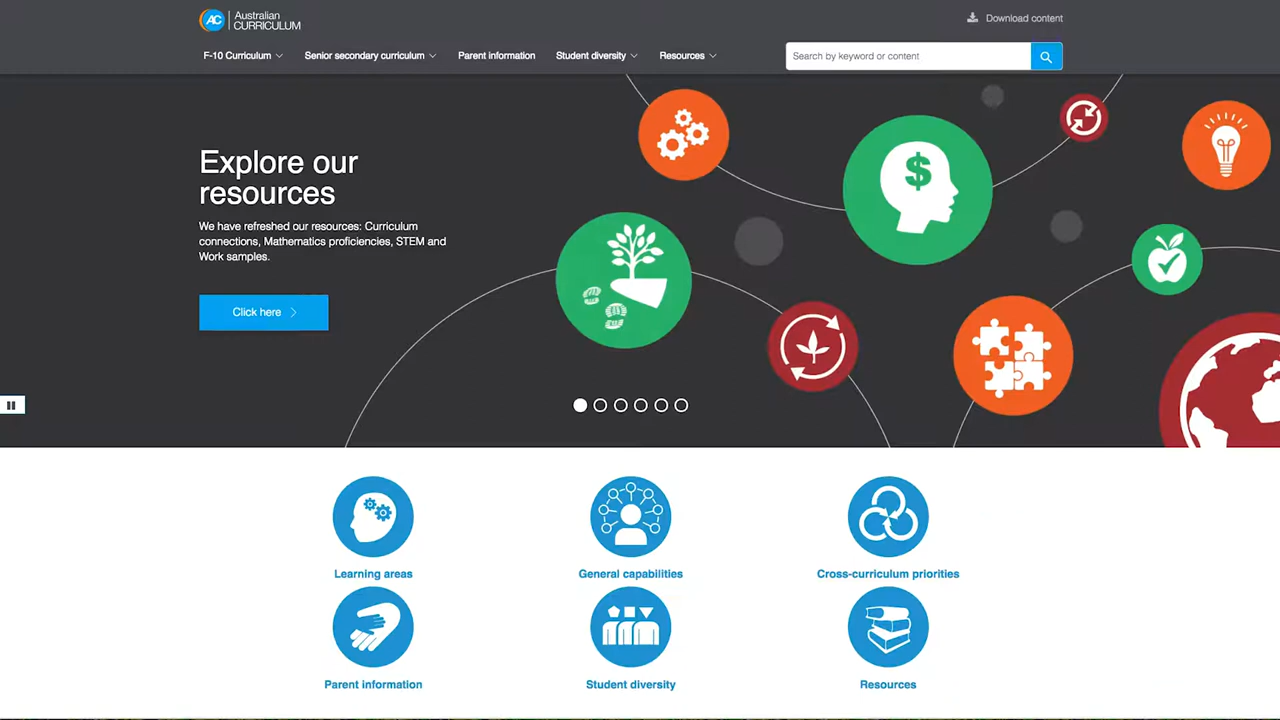 AC Australian
CURRICULUM
Download content
F-10 Curriculum
Senior secondary curriculum
Parent information
Student diversity
Resources
Search by keyword or content
Explore our
resources
We have refreshed our resources: Curriculum
connections, Mathematics proficiencies, STEM and
Work samples.
Click here
$
Learning areas
General capabilities
Cross-curriculum priorities
Parent information
Student diversity
Resources